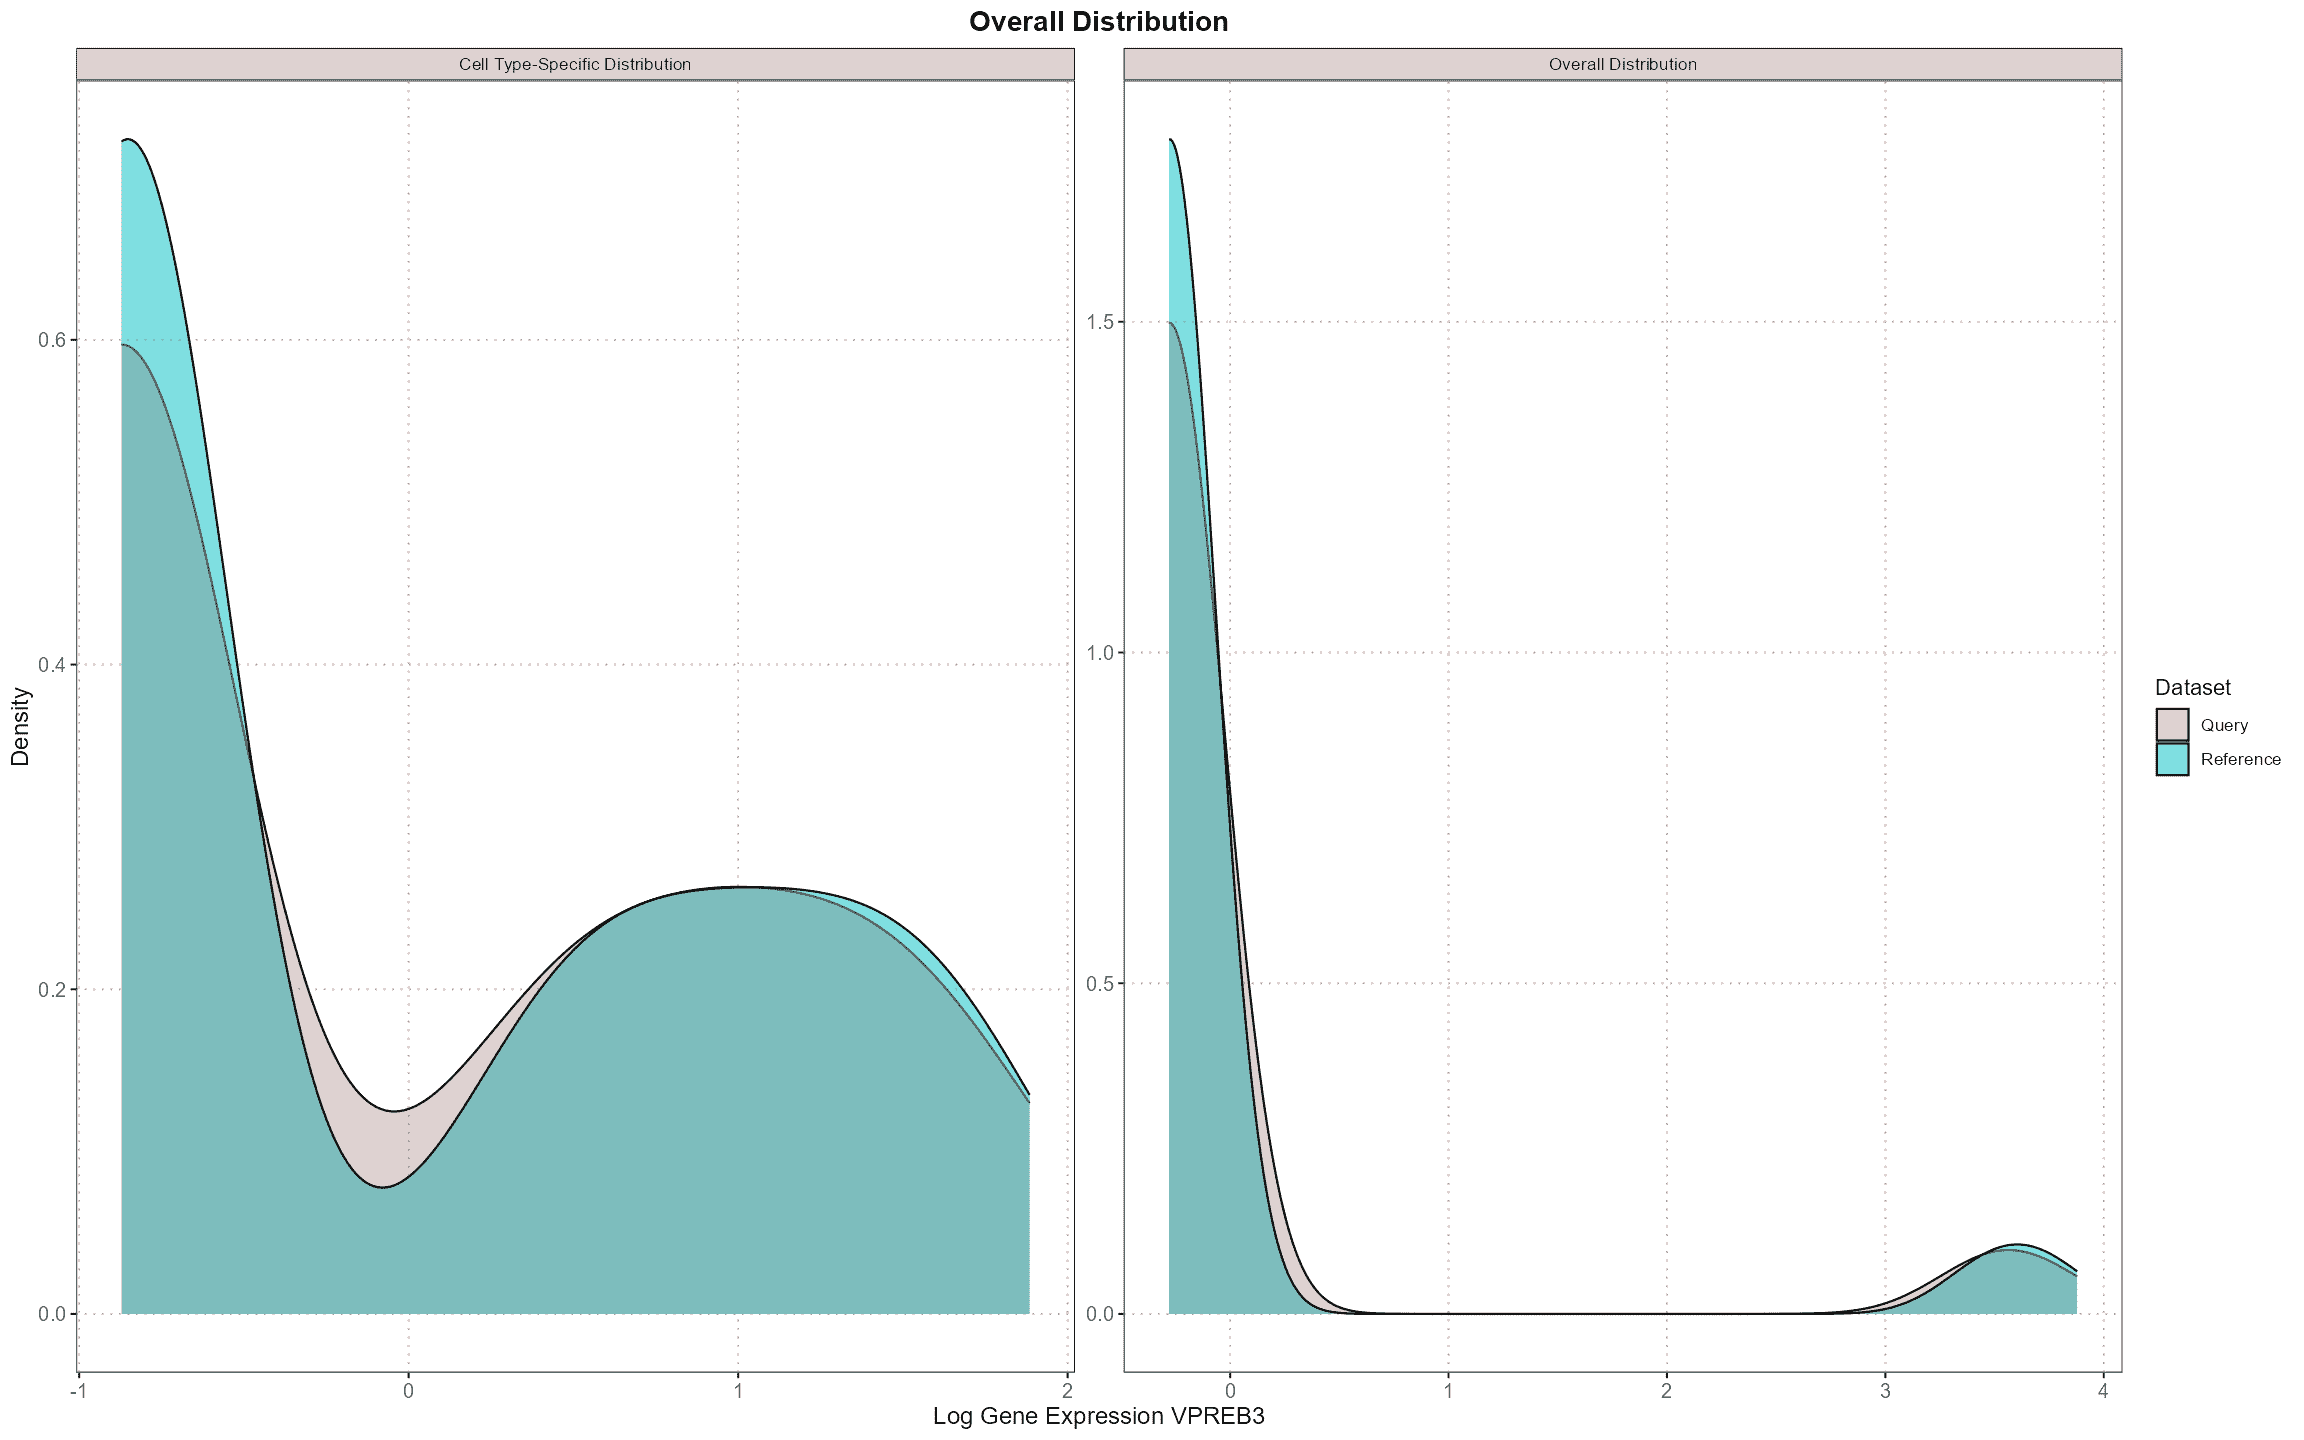 Overall Distribution
Cell Type-Specific Distribution
Overall Distribution
Density
0.6
0.4
0.2
0.0
-1 0 1 2
1.5
1.0
0.5
0.0
0 1 2 3 4
Log Gene Expression VPREB3
Dataset
Query
Reference